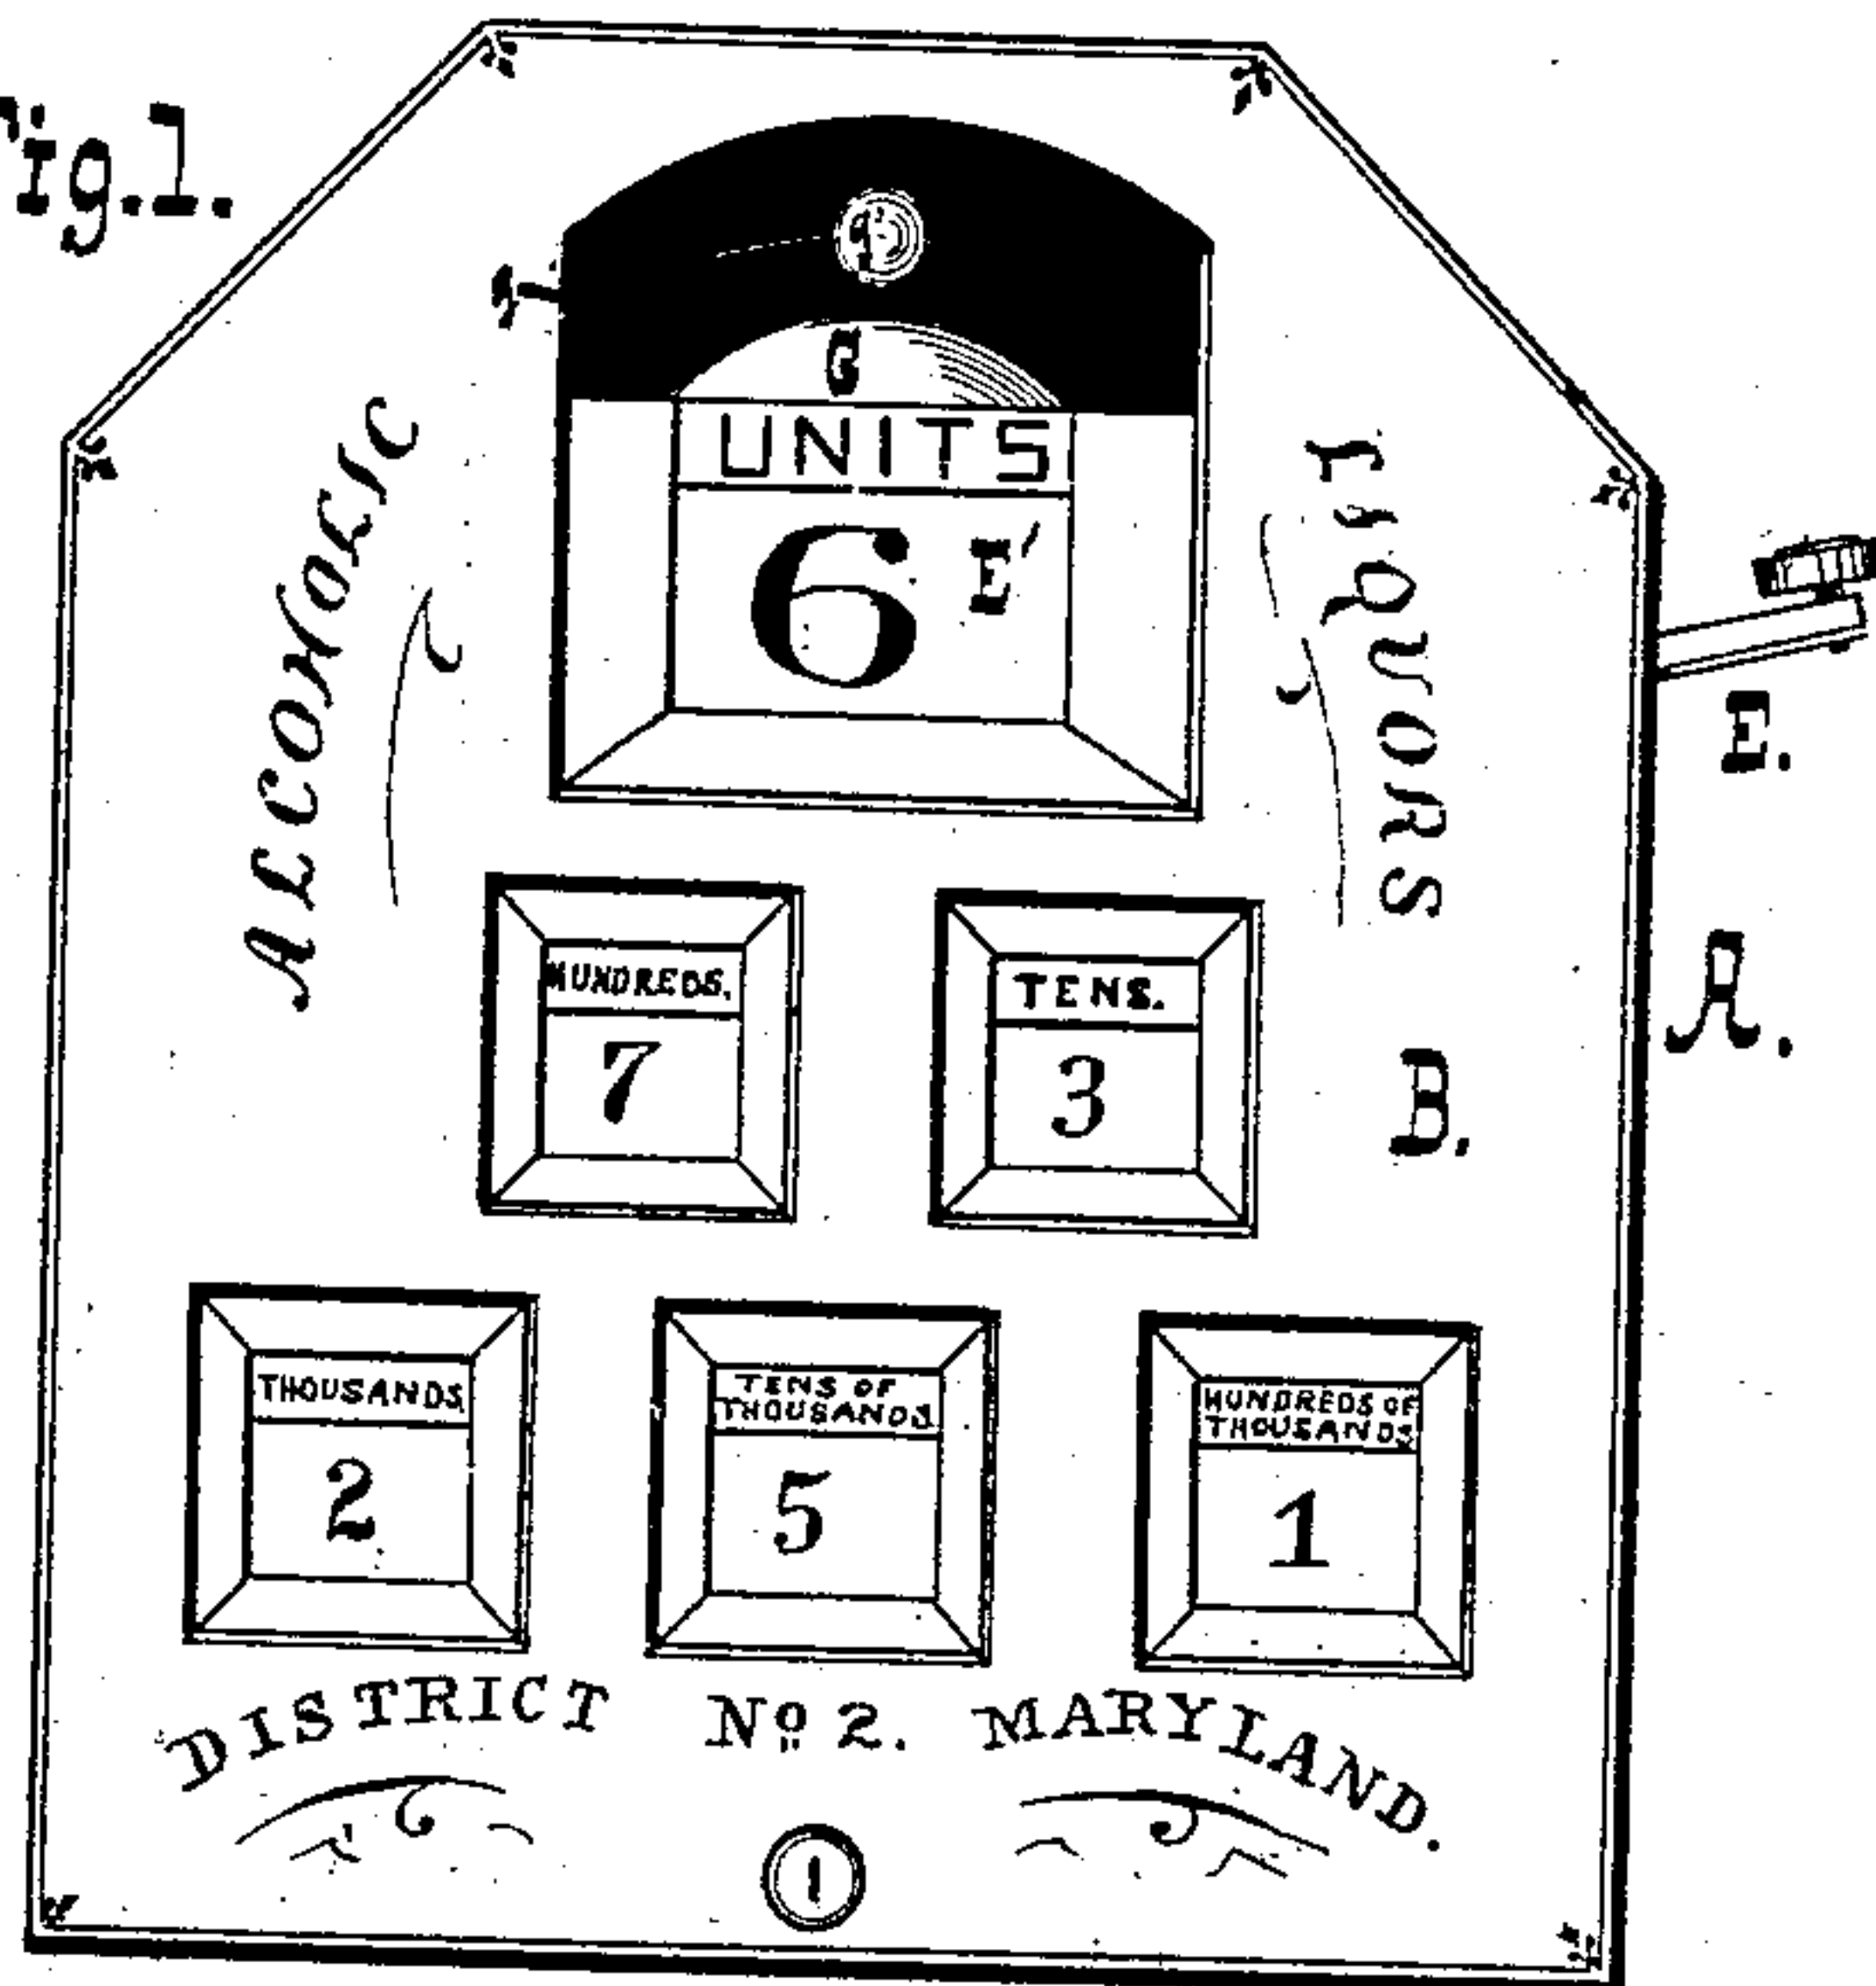 Fig. 1.
G
UNITS
6 E'
ALCOHOLIC
LIQUORS
E.
A.
B.
HUNDREDS.
7
TENS.
3
THOUSANDS
2
TENS OF
THOUSANDS
5
HUNDREDS OF
THOUSANDS
1
DISTRICT No 2. MARYLAND.